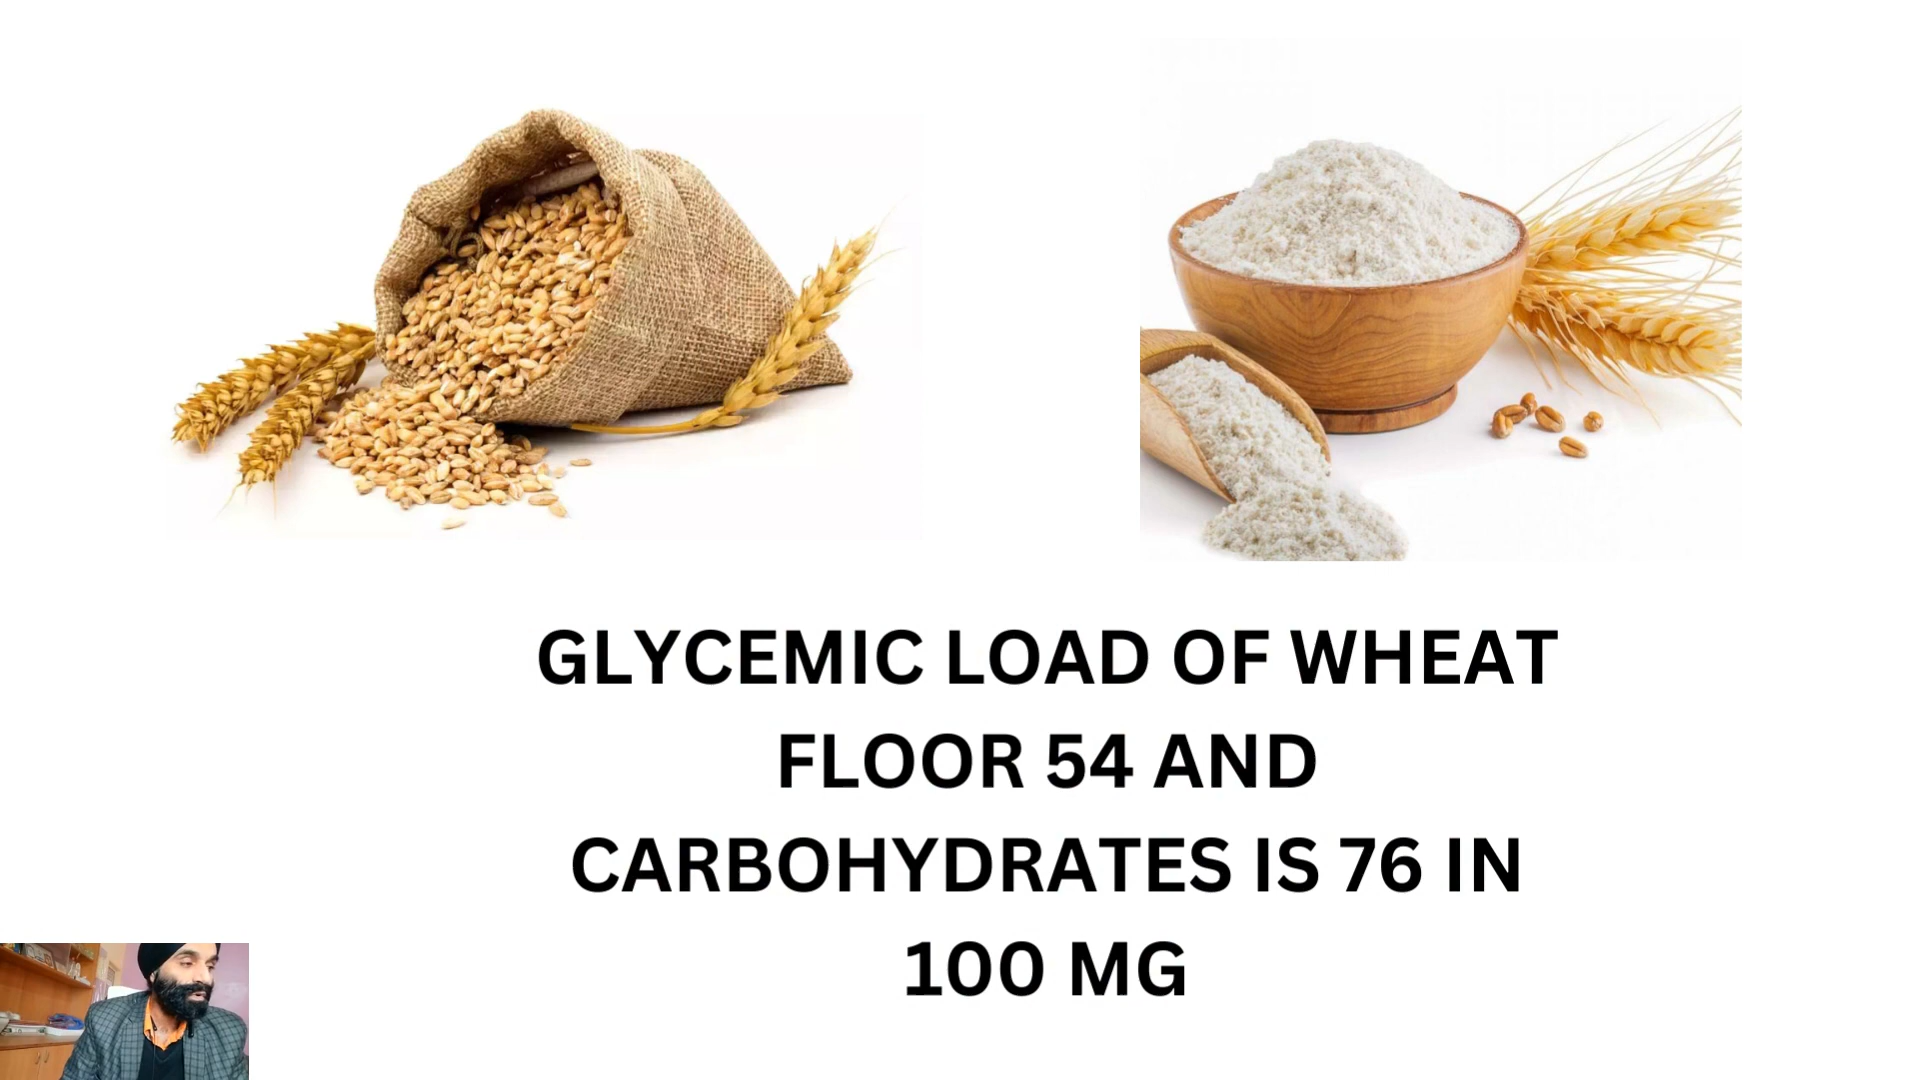 GLYCEMIC LOAD OF WHEAT
FLOOR 54 AND
CARBOHYDRATES IS 76 IN
100 MG